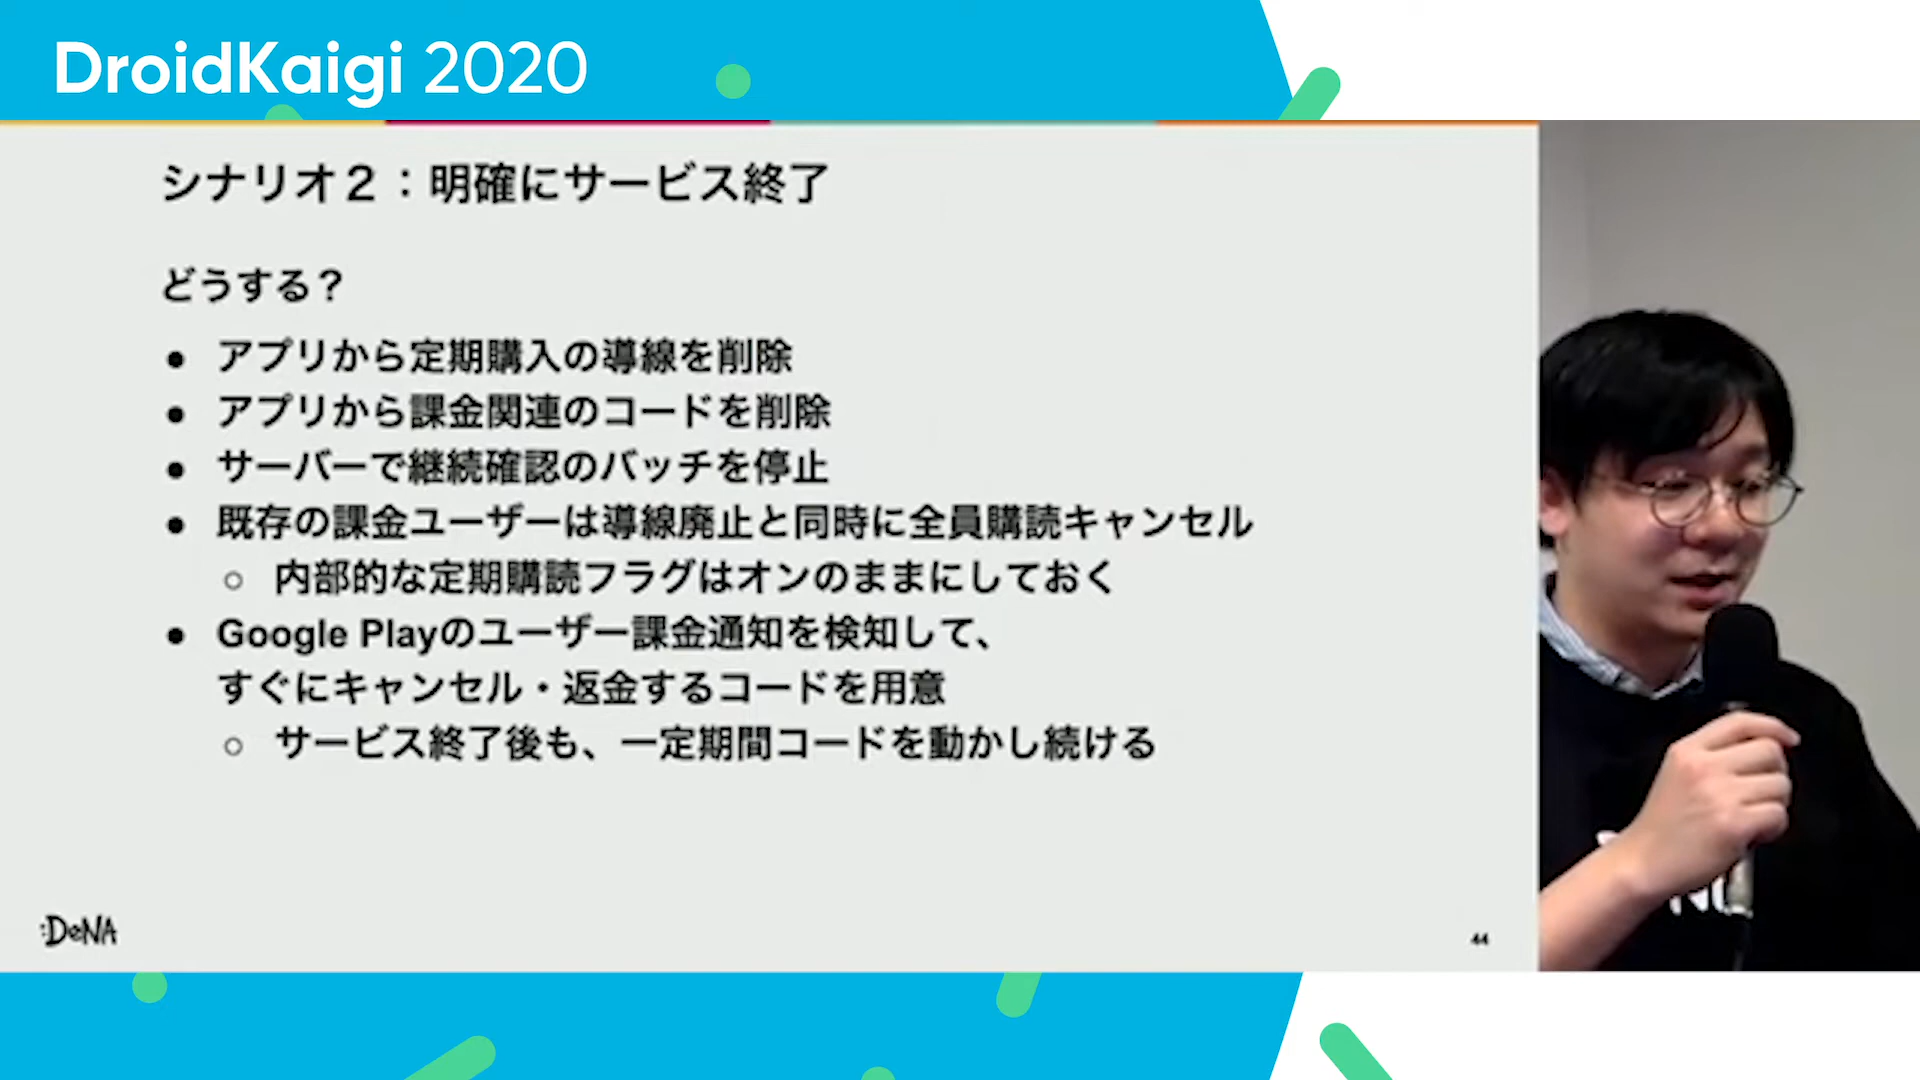 DroidKaigi 2020
シナリオ２：明確にサービス終了
どうする？
● アプリから定期購入の導線を削除
● アプリから課金関連のコードを削除
● サーバーで継続確認のバッチを停止
● 既存の課金ユーザーは導線廃止と同時に全員購読キャンセル
○ 内部的な定期購読フラグはオンのままにしておく
● Google Playのユーザー課金通知を検知して、
すぐにキャンセル・返金するコードを用意
○ サービス終了後も、一定期間コードを動かし続ける
:DeNA
44